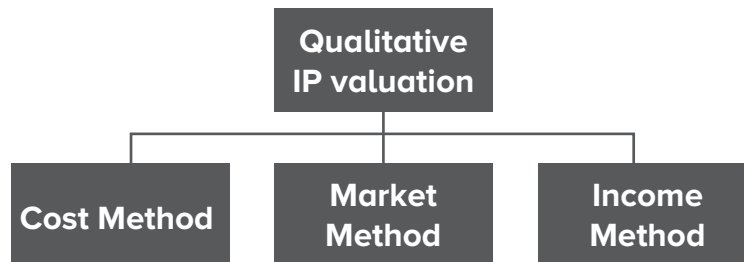 Qualitative
IP valuation
Cost Method
Market
Method
Income
Method